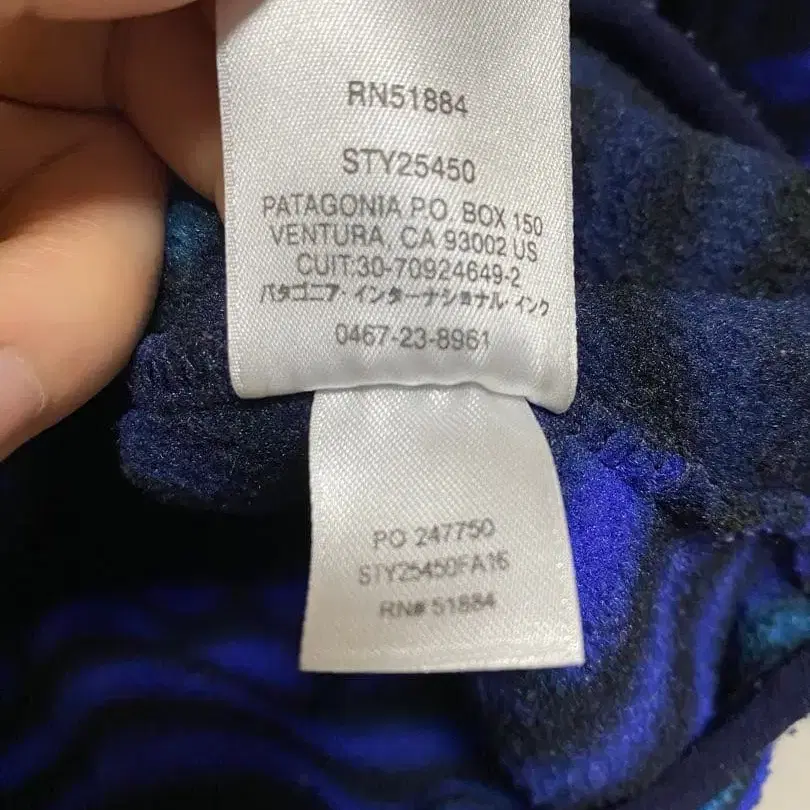 RN51884
STY25450
PATAGONIA P.O. BOX 150
VENTURA, CA 93002 US
CUIT:30-70924649-2
パタゴニア・インターナショナル・インク
0467-23-8961
PO 247750
STY25450FA16
RN# 51884